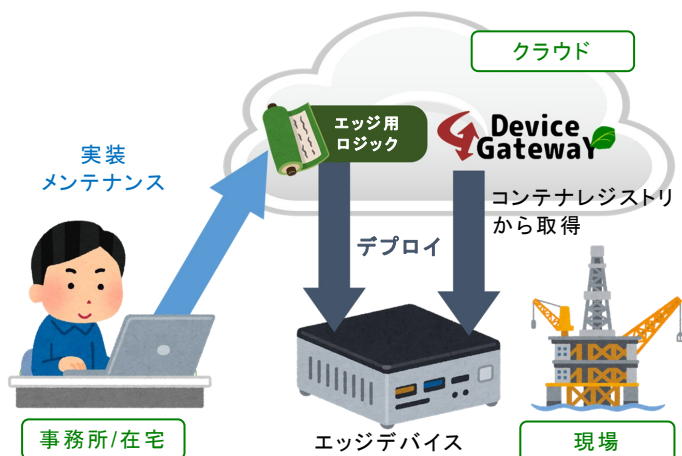 クラウド
エッジ用
ロジック
Device
GatewaY
実装
メンテナンス
コンテナレジストリ
から取得
デプロイ
事務所/在宅
エッジデバイス
現場